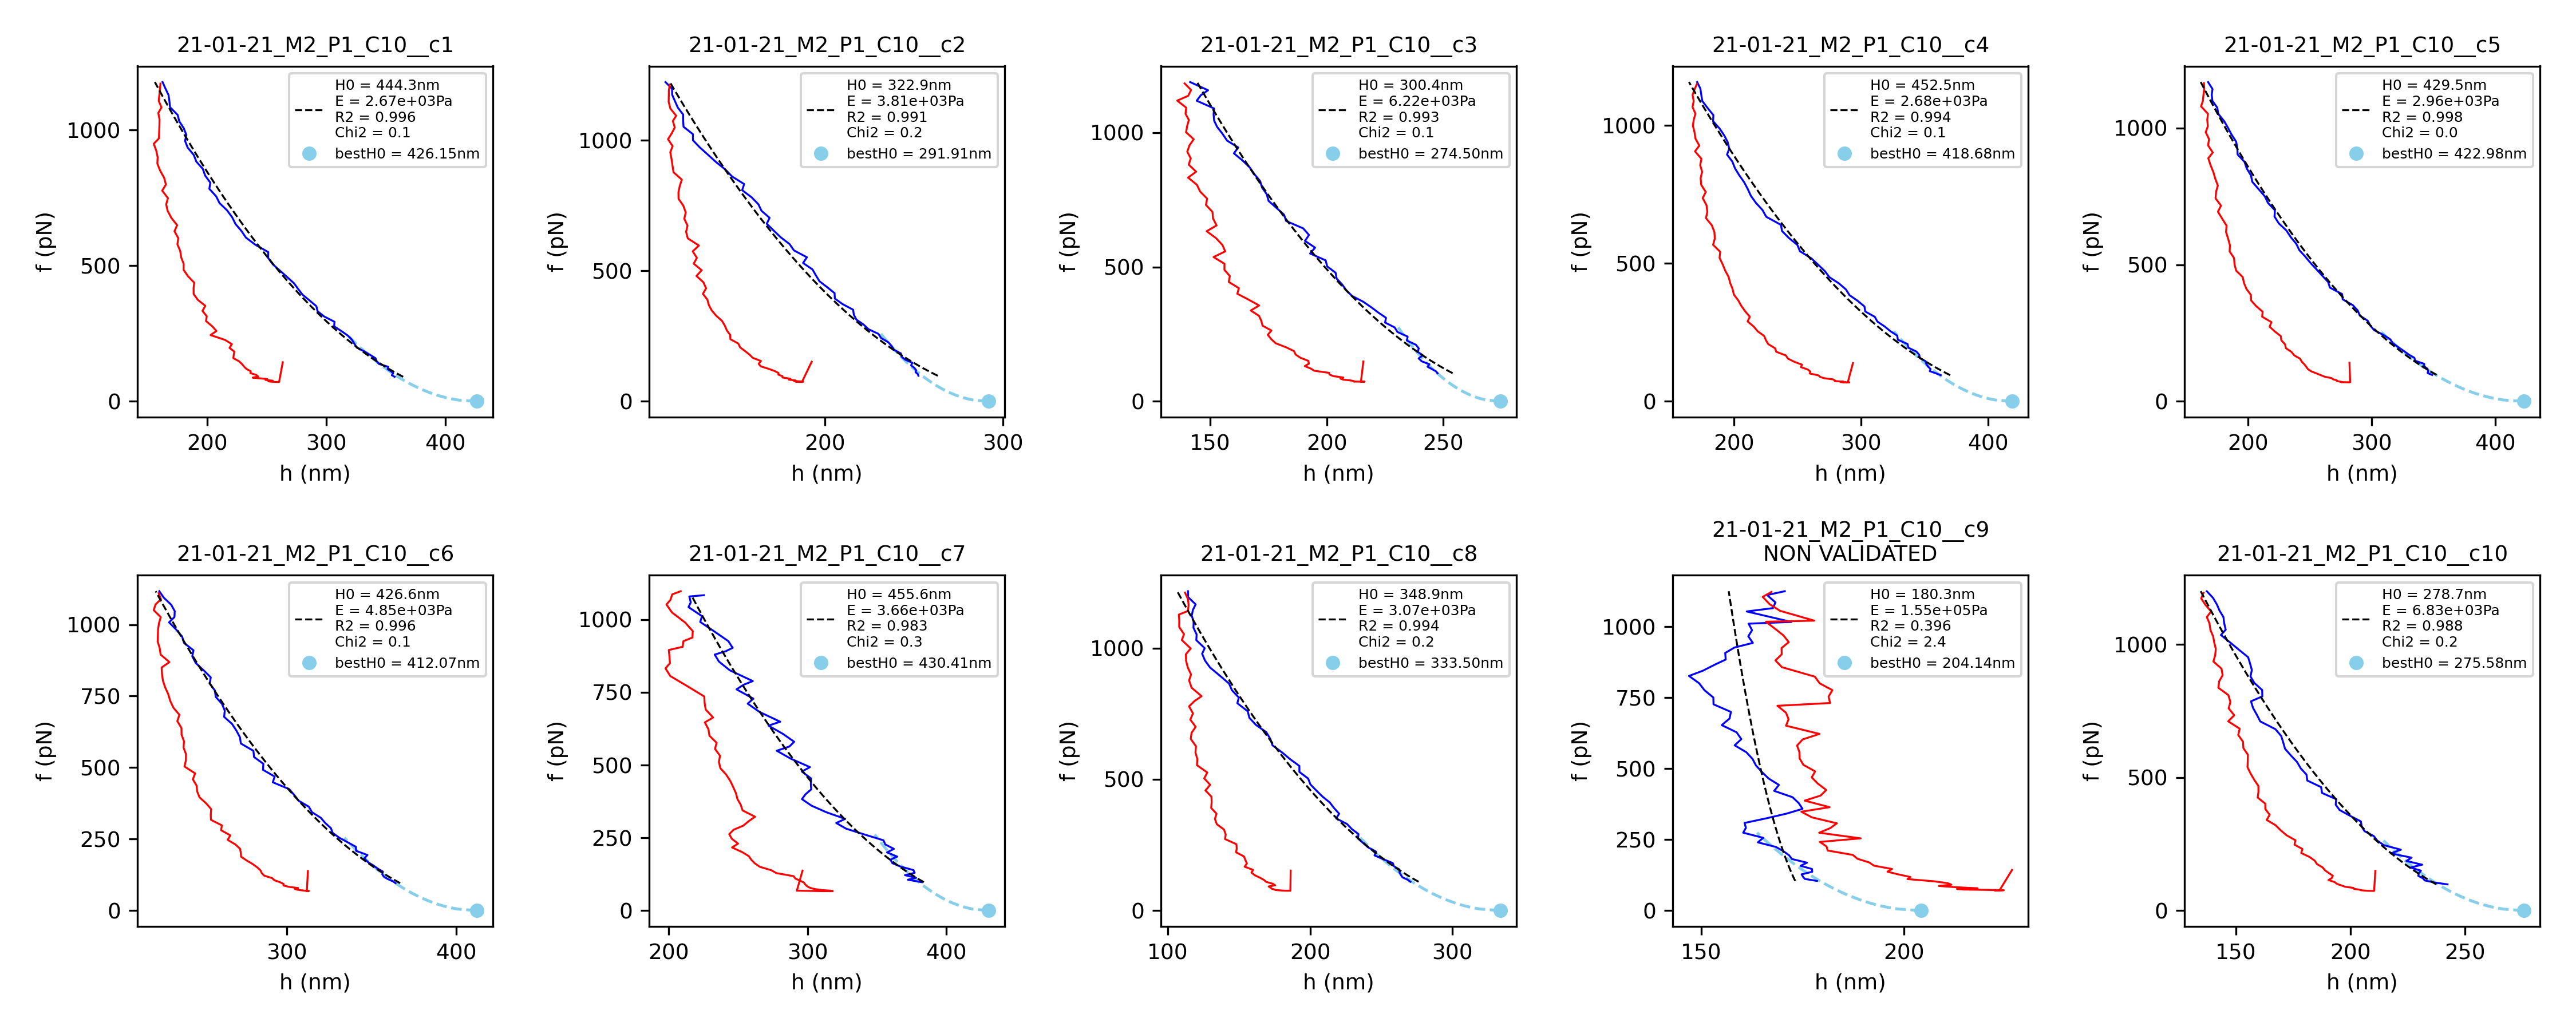 21-01-21_M2_P1_C10__c1
H0 = 444.3nm
E = 2.67e+03Pa
R2 = 0.996
Chi2 = 0.1
bestH0 = 426.15nm
f (pN)
1000
500
0
200 300 400
h (nm)
21-01-21_M2_P1_C10__c2
H0 = 322.9nm
E = 3.81e+03Pa
R2 = 0.991
Chi2 = 0.2
bestH0 = 291.91nm
f (pN)
1000
500
0
200 300
h (nm)
21-01-21_M2_P1_C10__c3
H0 = 300.4nm
E = 6.22e+03Pa
R2 = 0.993
Chi2 = 0.1
bestH0 = 274.50nm
f (pN)
1000
500
0
150 200 250
h (nm)
21-01-21_M2_P1_C10__c4
H0 = 452.5nm
E = 2.68e+03Pa
R2 = 0.994
Chi2 = 0.1
bestH0 = 418.68nm
f (pN)
1000
500
0
200 300 400
h (nm)
21-01-21_M2_P1_C10__c5
H0 = 429.5nm
E = 2.96e+03Pa
R2 = 0.998
Chi2 = 0.0
bestH0 = 422.98nm
f (pN)
1000
500
0
200 300 400
h (nm)
21-01-21_M2_P1_C10__c6
H0 = 426.6nm
E = 4.85e+03Pa
R2 = 0.996
Chi2 = 0.1
bestH0 = 412.07nm
f (pN)
1000
750
500
250
0
300 400
h (nm)
21-01-21_M2_P1_C10__c7
H0 = 455.6nm
E = 3.66e+03Pa
R2 = 0.983
Chi2 = 0.3
bestH0 = 430.41nm
f (pN)
1000
750
500
250
0
200 300 400
h (nm)
21-01-21_M2_P1_C10__c8
H0 = 348.9nm
E = 3.07e+03Pa
R2 = 0.994
Chi2 = 0.2
bestH0 = 333.50nm
f (pN)
1000
500
0
100 200 300
h (nm)
21-01-21_M2_P1_C10__c9
NON VALIDATED
H0 = 180.3nm
E = 1.55e+05Pa
R2 = 0.396
Chi2 = 2.4
bestH0 = 204.14nm
f (pN)
1000
750
500
250
0
150 200
h (nm)
21-01-21_M2_P1_C10__c10
H0 = 278.7nm
E = 6.83e+03Pa
R2 = 0.988
Chi2 = 0.2
bestH0 = 275.58nm
f (pN)
1000
500
0
150 200 250
h (nm)